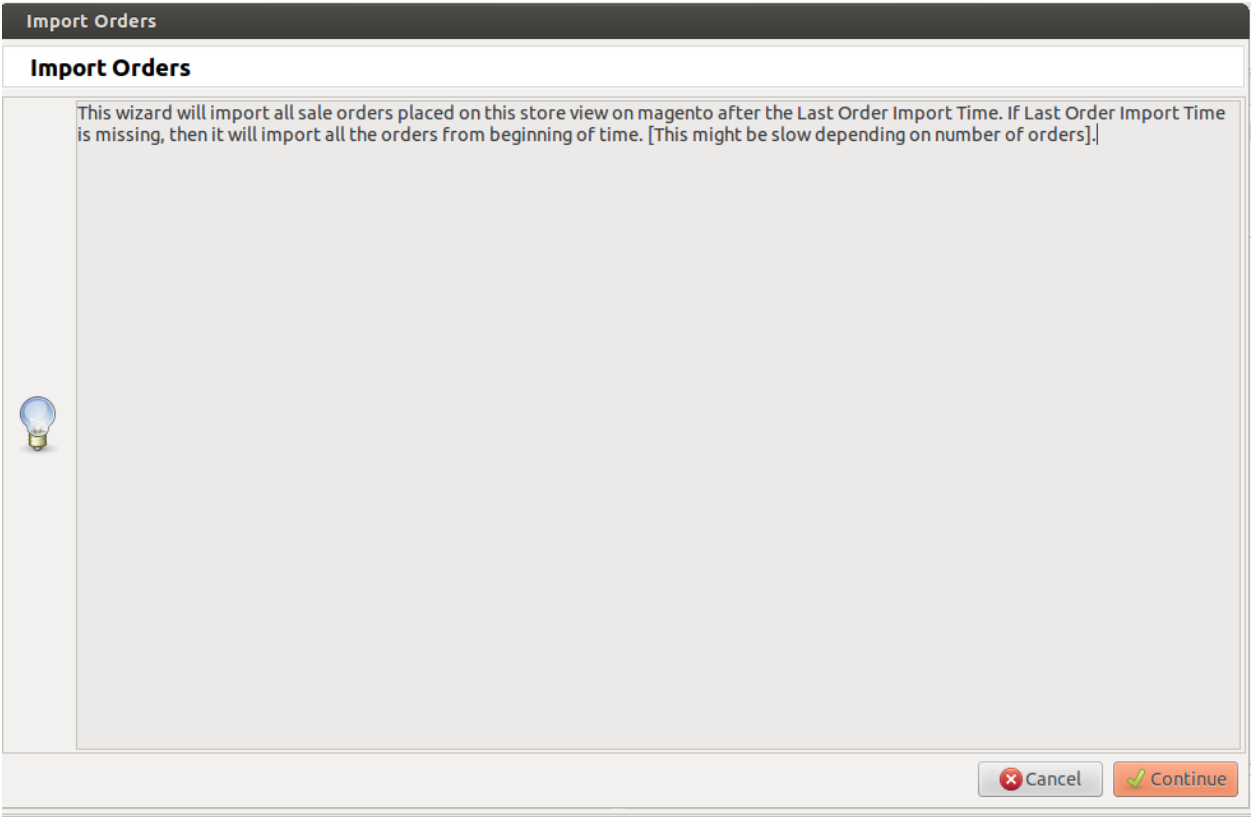 Import Orders
Import Orders
This wizard will import all sale orders placed on this store view on magento after the Last Order Import Time. If Last Order Import Time
is missing, then it will import all the orders from beginning of time. [This might be slow depending on number of orders].
Cancel
Continue